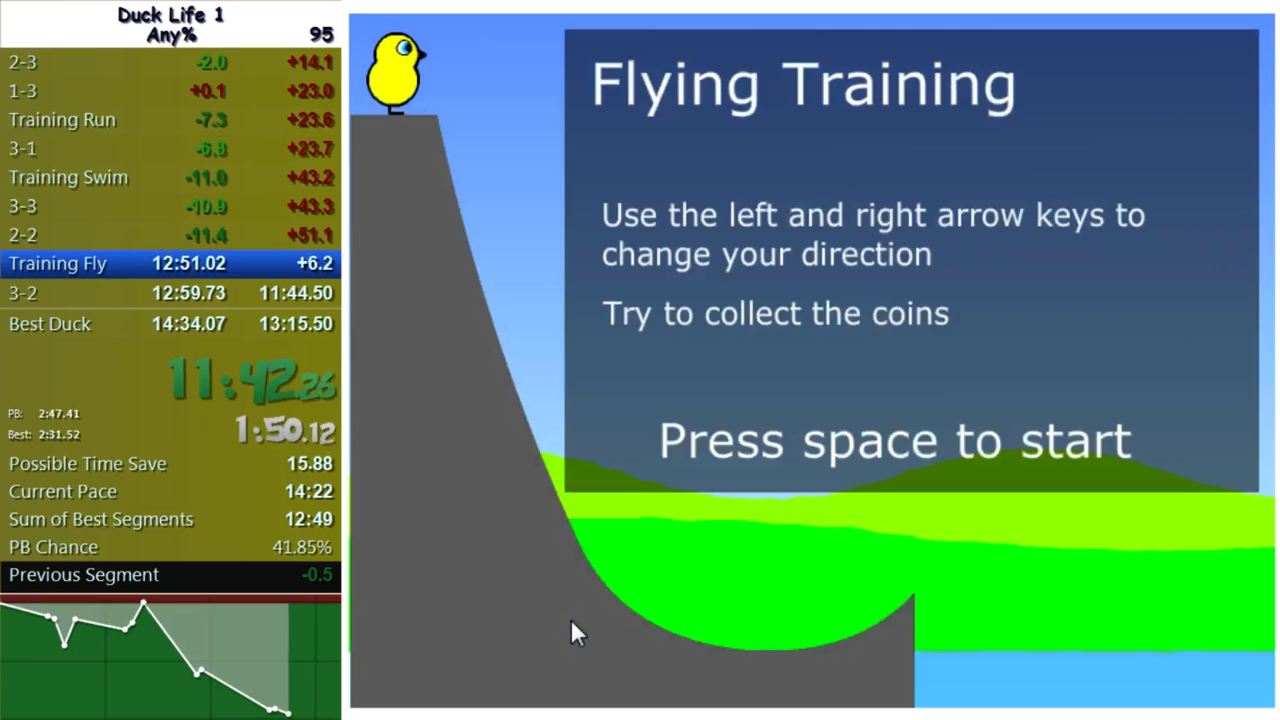 Duck Life 1
Any% 95
2-3 -2.0 +14.1
1-3 +0.1 +23.0
Training Run -7.3 +23.6
3-1 -6.8 +23.7
Training Swim -11.0 +43.2
3-3 -10.9 +43.3
2-2 -11.4 +51.1
Training Fly 12:51.02 +6.2
3-2 12:59.73 11:44.50
Best Duck 14:34.07 13:15.50
11:42.26
PB: 2:47.41
Best: 2:31.52
1:50.12
Possible Time Save 15.88
Current Pace 14:22
Sum of Best Segments 12:49
PB Chance 41.85%
Previous Segment -0.5
Flying Training
Use the left and right arrow keys to
change your direction
Try to collect the coins
Press space to start